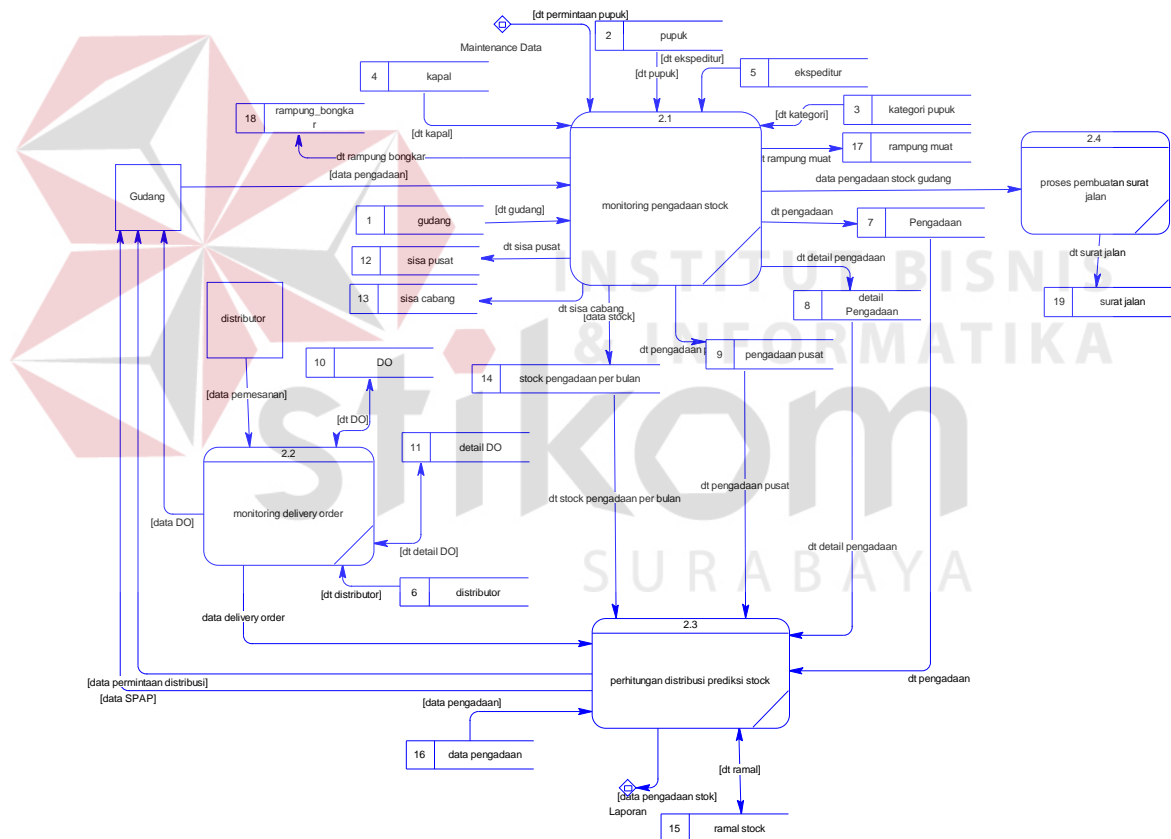 [dt permintaan pupuk]
2 pupuk
Maintenance Data
[dt ekspeditur]
4 kapal
[dt pupuk]
5 ekspeditur
18 rampung_bongka
r
[dt kapal]
2.1
[dt kategori]
3 kategori pupuk
17 rampung muat
2.4
dt rampung bongkar
t rampung muat
[data pengadaan]
data pengadaan stock gudang
proses pembuatan surat
jalan
Gudang
monitoring pengadaan stock
1 gudang
[dt gudang]
dt pengadaan
7 Pengadaan
12 sisa pusat
dt sisa pusat
dt detail pengadaan
dt surat jalan
INSTITUT BISNIS
13 sisa cabang
dt sisa cabang
[data stock]
8 detail
Pengadaan
19 surat jalan
distributor
& INFORMATIKA
dt pengadaan p
9 pengadaan pusat
10 DO
14 stock pengadaan per bulan
[data pemesanan]
stikom
[dt DO]
11 detail DO
2.2
monitoring delivery order
dt stock pengadaan per bulan
dt pengadaan pusat
[data DO]
[dt detail DO]
dt detail pengadaan
SURABAYA
[dt distributor]
6 distributor
data delivery order
2.3
perhitungan distribusi prediksi stock
dt pengadaan
[data permintaan distribusi]
[data SPAP]
[data pengadaan]
16 data pengadaan
[dt ramal]
[data pengadaan stok]
Laporan
15 ramal stock